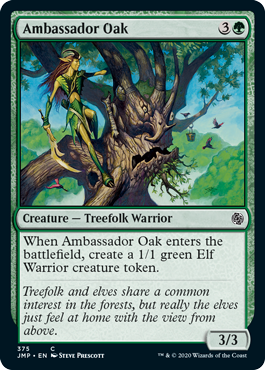 Ambassador Oak 3
Creature — Treefolk Warrior
When Ambassador Oak enters the
battlefield, create a 1/1 green Elf
Warrior creature token.
Treefolk and elves share a common
interest in the forests, but really the elves
just feel at home with the view from
above.
3/3
375 C
JMP • EN STEVE PRESCOTT ™ & © 2020 Wizards of the Coast